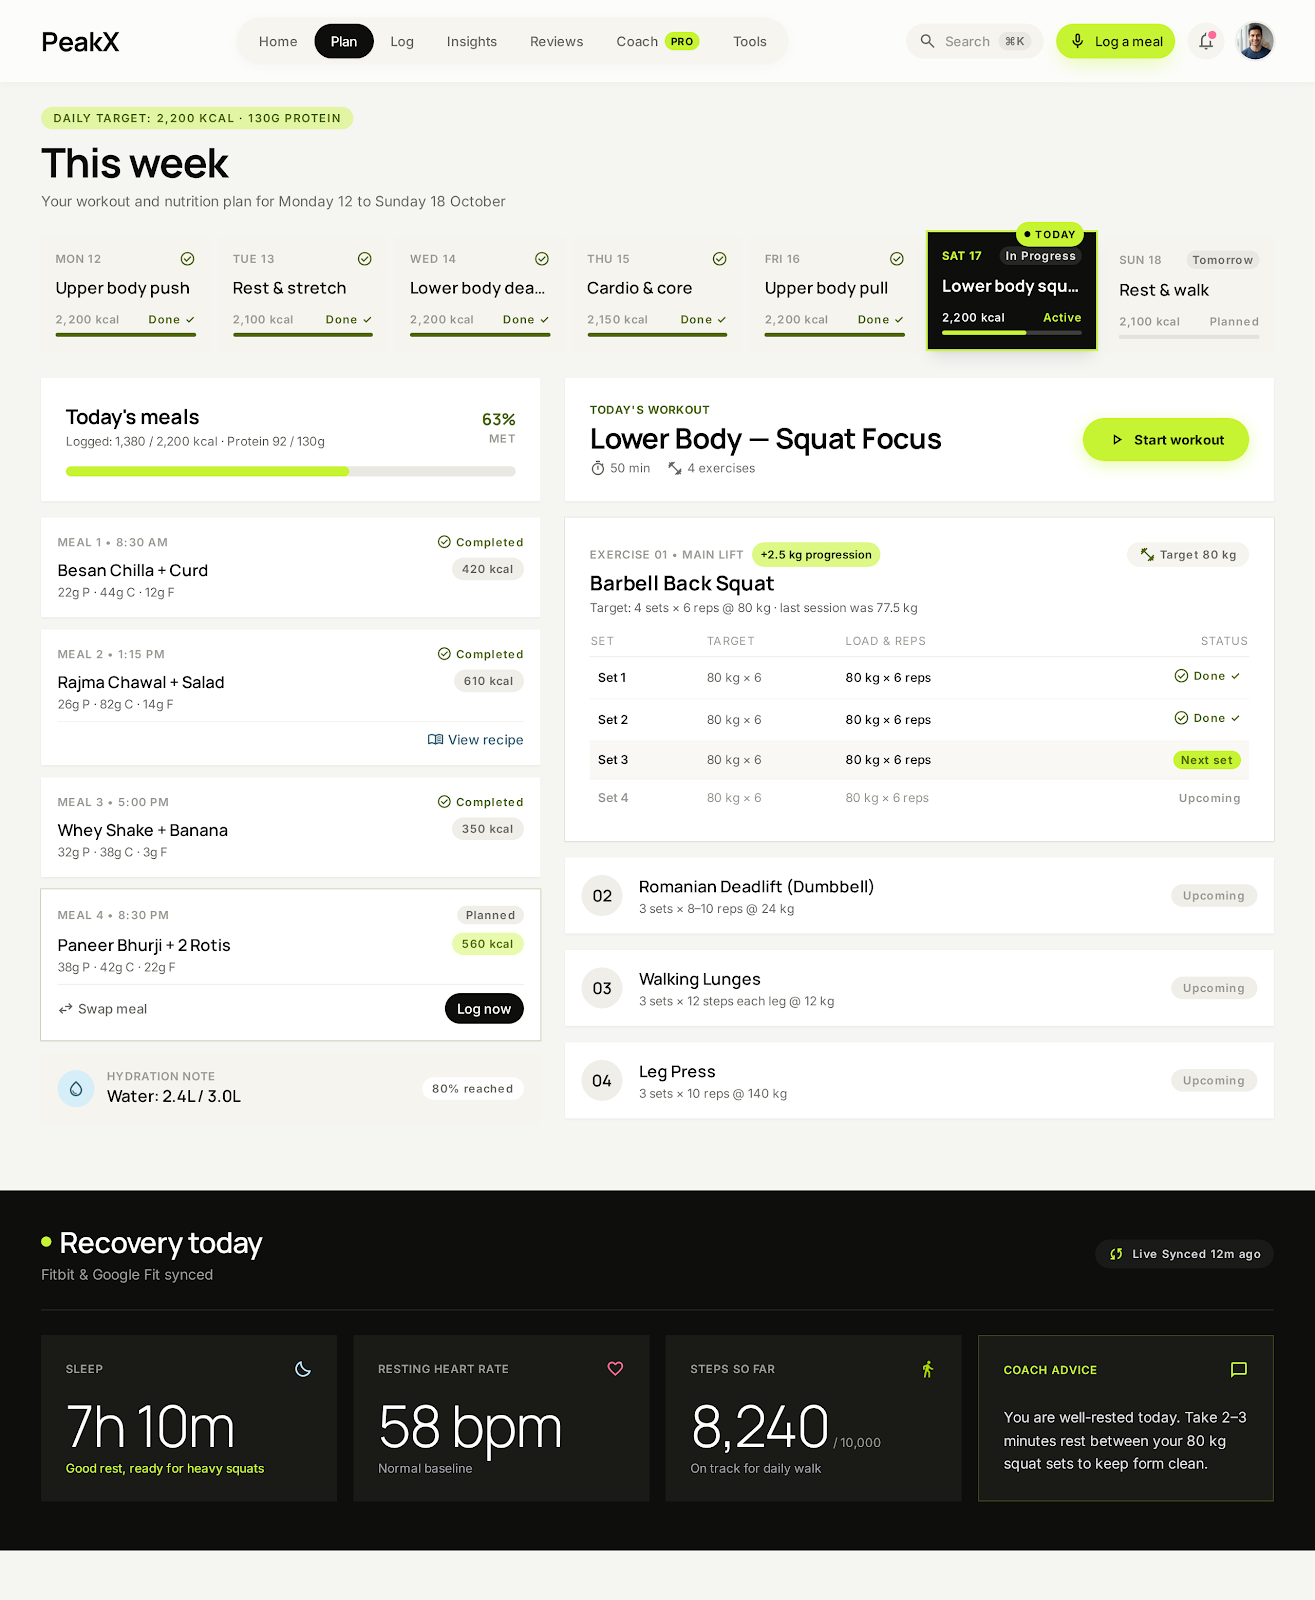 PeakX
Home
Plan
Log
Insights
Reviews
Coach PRO
Tools
Search ⌘K
Log a meal
DAILY TARGET: 2,200 KCAL · 130G PROTEIN
This week
Your workout and nutrition plan for Monday 12 to Sunday 18 October
MON 12
Upper body push
2,200 kcal Done ✓
TUE 13
Rest & stretch
2,100 kcal Done ✓
WED 14
Lower body dea...
2,200 kcal Done ✓
THU 15
Cardio & core
2,150 kcal Done ✓
FRI 16
Upper body pull
2,200 kcal Done ✓
• TODAY
SAT 17 In Progress
Lower body squ...
2,200 kcal Active
SUN 18 Tomorrow
Rest & walk
2,100 kcal Planned
Today's meals
63%
Logged: 1,380 / 2,200 kcal · Protein 92 / 130g
MET
MEAL 1 • 8:30 AM Completed
Besan Chilla + Curd 420 kcal
22g P · 44g C · 12g F
MEAL 2 • 1:15 PM Completed
Rajma Chawal + Salad 610 kcal
26g P · 82g C · 14g F
View recipe
MEAL 3 • 5:00 PM Completed
Whey Shake + Banana 350 kcal
32g P · 38g C · 3g F
MEAL 4 • 8:30 PM Planned
Paneer Bhurji + 2 Rotis 560 kcal
38g P · 42g C · 22g F
Swap meal Log now
HYDRATION NOTE
Water: 2.4L / 3.0L
80% reached
TODAY'S WORKOUT
Lower Body — Squat Focus
50 min 4 exercises
Start workout
EXERCISE 01 • MAIN LIFT +2.5 kg progression Target 80 kg
Barbell Back Squat
Target: 4 sets × 6 reps @ 80 kg · last session was 77.5 kg
SET TARGET LOAD & REPS STATUS
Set 1 80 kg × 6 80 kg × 6 reps Done ✓
Set 2 80 kg × 6 80 kg × 6 reps Done ✓
Set 3 80 kg × 6 80 kg × 6 reps Next set
Set 4 80 kg × 6 80 kg × 6 reps Upcoming
02 Romanian Deadlift (Dumbbell) Upcoming
3 sets × 8–10 reps @ 24 kg
03 Walking Lunges Upcoming
3 sets × 12 steps each leg @ 12 kg
04 Leg Press Upcoming
3 sets × 10 reps @ 140 kg
Recovery today
Fitbit & Google Fit synced
Live Synced 12m ago
SLEEP
7h 10m
Good rest, ready for heavy squats
RESTING HEART RATE
58 bpm
Normal baseline
STEPS SO FAR
8,240 / 10,000
On track for daily walk
COACH ADVICE
You are well-rested today. Take 2–3
minutes rest between your 80 kg
squat sets to keep form clean.